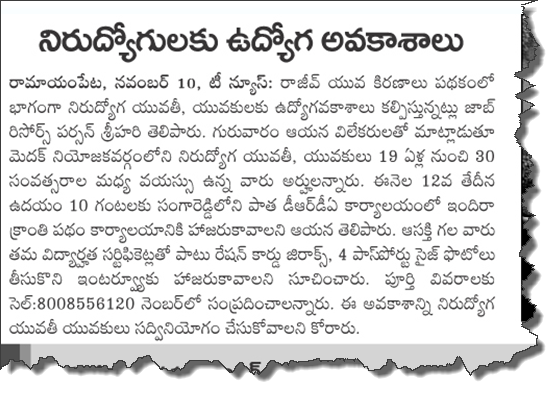 నిరుద్యోగులకు ఉద్యోగ అవకాశాలు
రామాయంపేట, నవంబర్ 10, టీ న్యూస్: రాజీవ్ యువ కిరణాలు పథకంలో
భాగంగా నిరుద్యోగ యువతీ, యువకులకు ఉద్యోగవకాశాలు కల్పిస్తున్నట్లు జాబ్
రిసోర్స్ పర్సన్ శ్రీహరి తెలిపారు. గురువారం ఆయన విలేకరులతో మాట్లాడుతూ
మెదక్ నియోజకవర్గంలోని నిరుద్యోగ యువతీ, యువకులు 19 ఏళ్ల నుంచి 30
సంవత్సరాల మధ్య వయస్సు ఉన్న వారు అర్హులన్నారు. ఈనెల 12వ తేదీన
ఉదయం 10 గంటలకు సంగారెడ్డిలోని పాత డీఆర్‌డీఏ కార్యాలయంలో ఇందిరా
క్రాంతి పథం కార్యాలయానికి హాజరుకావాలని ఆయన తెలిపారు. ఆసక్తి గల వారు
తమ విద్యార్హత సర్టిఫికెట్లతో పాటు రేషన్ కార్డు జిరాక్స్, 4 పాస్‌పోర్టు సైజ్ ఫొటోలు
తీసుకొని ఇంటర్వ్యూకు హాజరుకావాలని సూచించారు. పూర్తి వివరాలకు
సెల్:8008556120 నెంబర్‌లో సంప్రదించాలన్నారు. ఈ అవకాశాన్ని నిరుద్యోగ
యువతీ యువకులు సద్వినియోగం చేసుకోవాలని కోరారు.